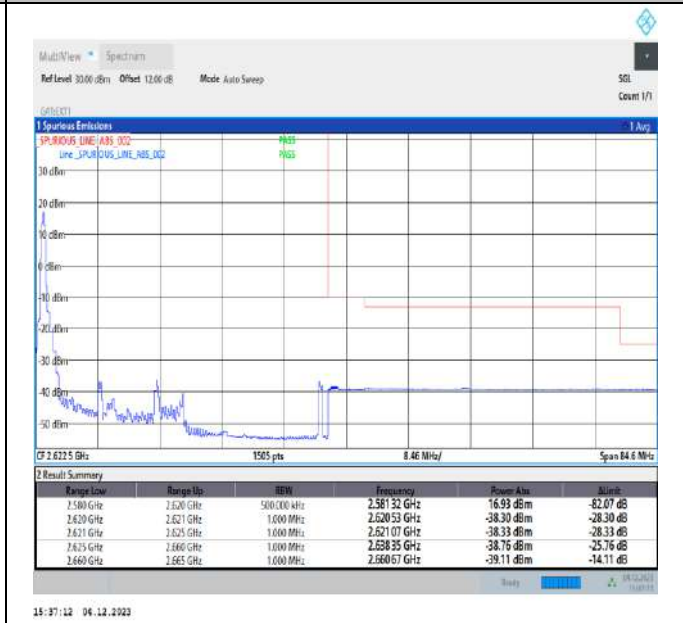 MultiView Spectrum
Ref Level 30.00 dBm Offset 12.00 dB Mode Auto Sweep SGL
Count 1/1
1 Spurious Emissions 1 Avg
_SPURIOUS_LINE_ABS_002 PASS
Line _SPURIOUS_LINE_ABS_002 PASS
30 dBm
20 dBm
10 dBm
0 dBm
-10 dBm
-20 dBm
-30 dBm
-40 dBm
-50 dBm
CF 2.6225 GHz 1505 pts 8.46 MHz/ Span 84.6 MHz
2 Result Summary
Range Low Range Up RBW Frequency Power Abs ΔLimit
2.580 GHz 2.620 GHz 500.000 kHz 2.58132 GHz 16.93 dBm -82.07 dB
2.620 GHz 2.621 GHz 1.000 MHz 2.62053 GHz -38.30 dBm -28.30 dB
2.621 GHz 2.625 GHz 1.000 MHz 2.62107 GHz -38.33 dBm -28.33 dB
2.625 GHz 2.660 GHz 1.000 MHz 2.63835 GHz -38.76 dBm -25.76 dB
2.660 GHz 2.665 GHz 1.000 MHz 2.66067 GHz -39.11 dBm -14.11 dB
Ready
15:37:12 04.12.2023